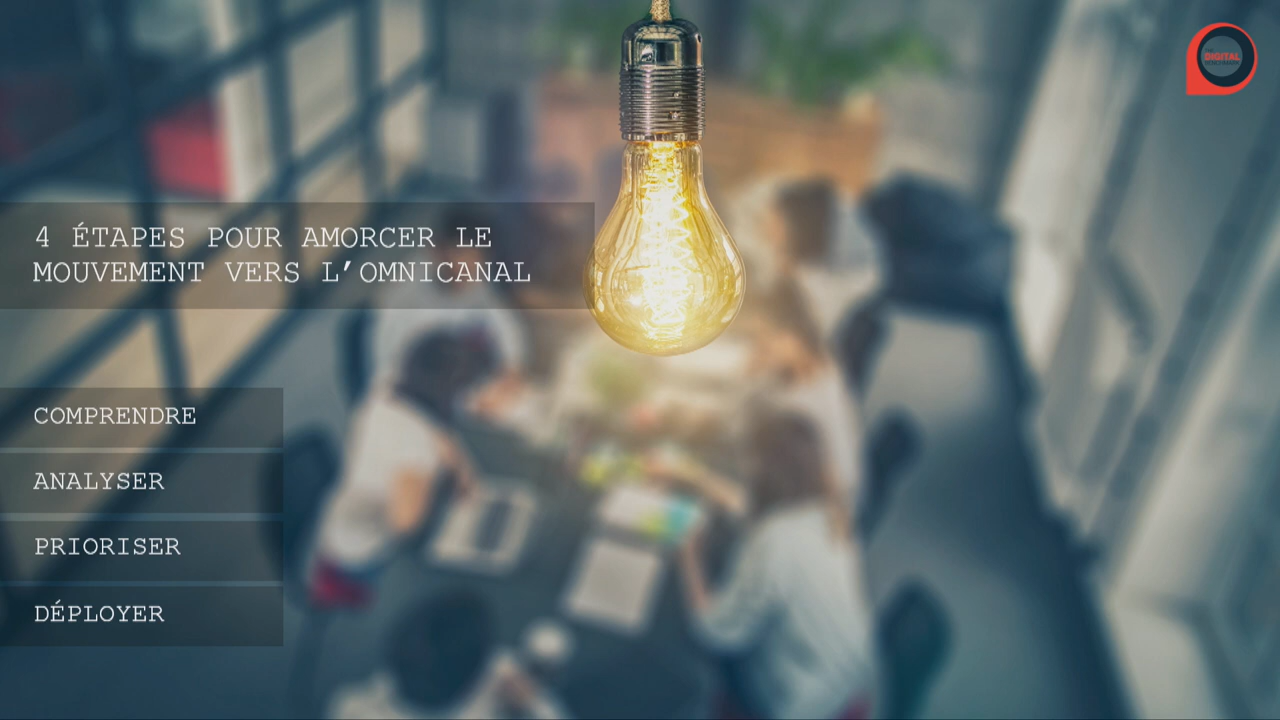 4 ÉTAPES POUR AMORCER LE
MOUVEMENT VERS L’OMNICANAL
COMPRENDRE
ANALYSER
PRIORISER
DÉPLOYER
DIGITAL